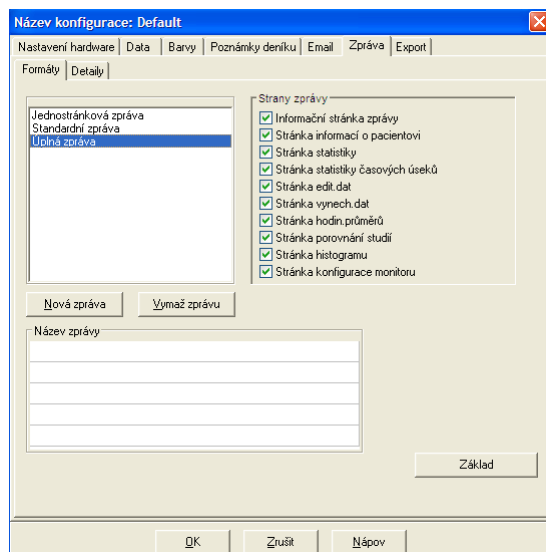 Název konfigurace: Default
Nastavení hardware Data Barvy Poznámky deníku Email Zpráva Export
Formáty Detaily
Jednostránková zpráva
Standardní zpráva
Úplná zpráva
Strany zprávy
Informační stránka zprávy
Stránka informací o pacientovi
Stránka statistiky
Stránka statistiky časových úseků
Stránka edit.dat
Stránka vynech.dat
Stránka hodin.průměrů
Stránka porovnání studií
Stránka histogramu
Stránka konfigurace monitoru
Nová zpráva Vymaž zprávu
Název zprávy
Základ
OK Zrušit Nápov